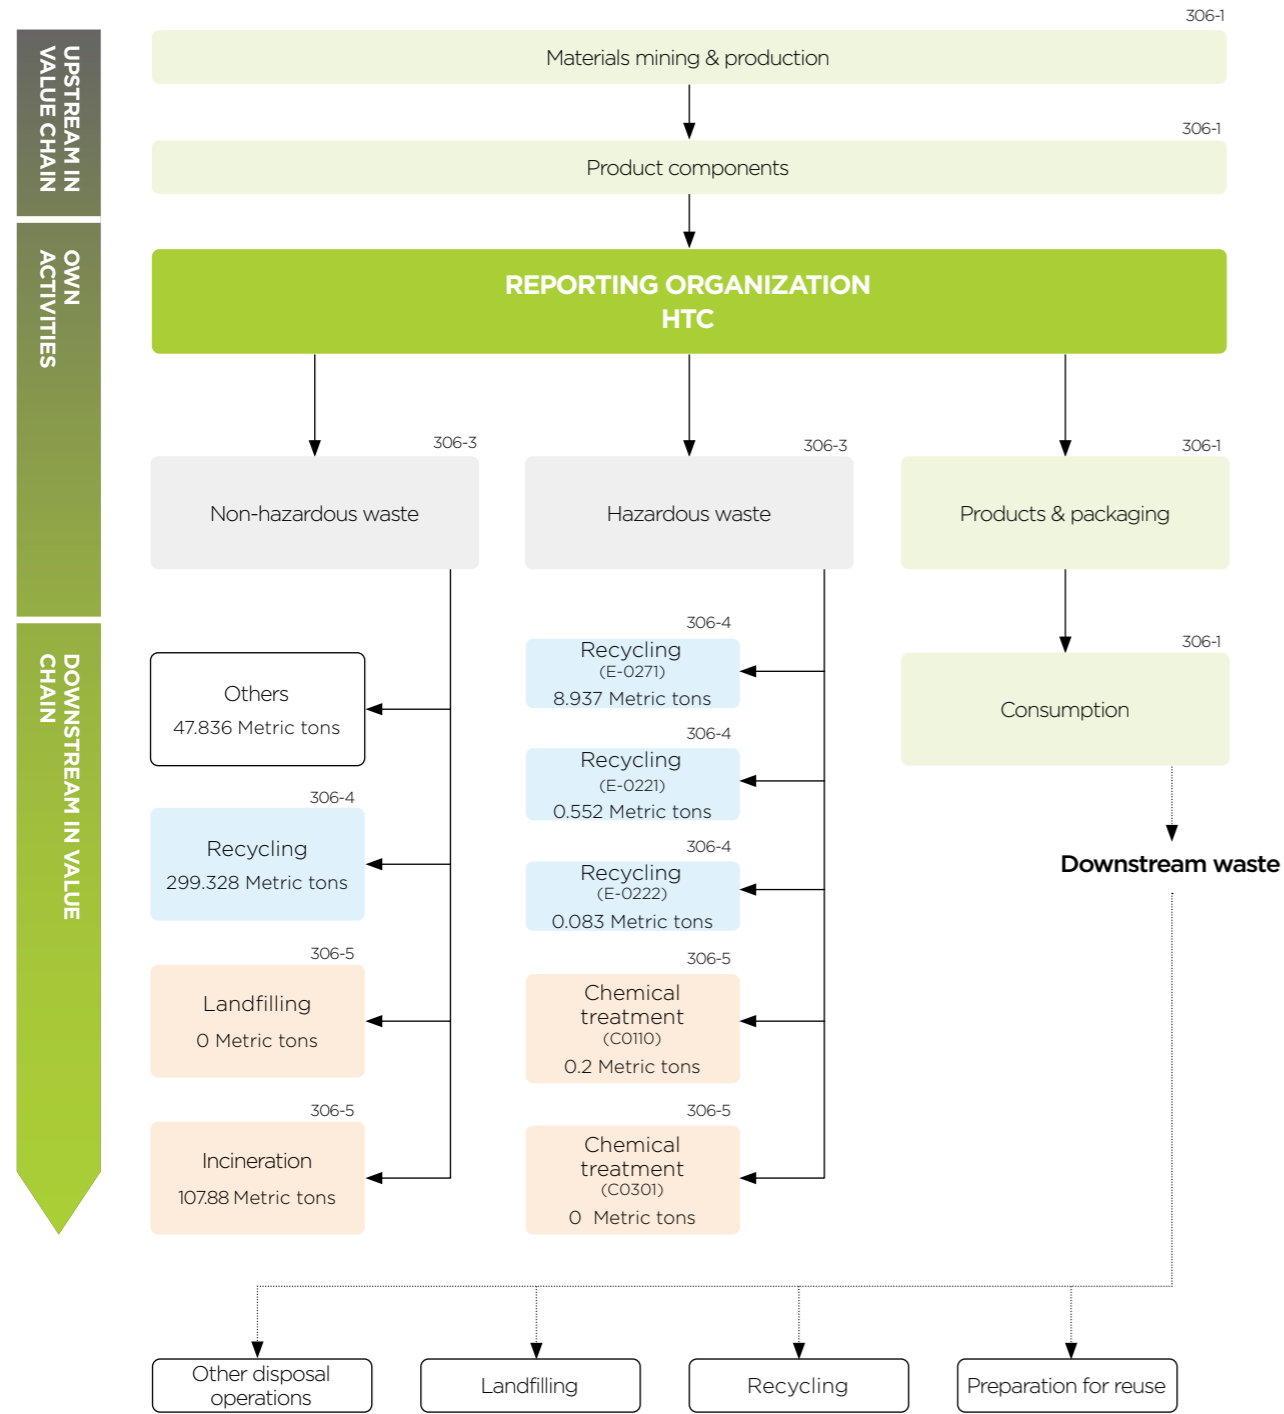 306-1
UPSTREAM IN
VALUE CHAIN
Materials mining & production
306-1
Product components
OWN
ACTIVITIES
REPORTING ORGANIZATION
HTC
306-3
Non-hazardous waste
306-3
Hazardous waste
306-1
Products & packaging
DOWNSTREAM IN VALUE
CHAIN
Others
47.836 Metric tons
306-4
Recycling
299.328 Metric tons
306-5
Landfilling
0 Metric tons
306-5
Incineration
107.88 Metric tons
306-4
Recycling
(E-0271)
8.937 Metric tons
306-4
Recycling
(E-0221)
0.552 Metric tons
306-4
Recycling
(E-0222)
0.083 Metric tons
306-5
Chemical
treatment
(C0110)
0.2 Metric tons
306-5
Chemical
treatment
(C0301)
0 Metric tons
306-1
Consumption
Downstream waste
Other disposal
operations
Landfilling
Recycling
Preparation for reuse